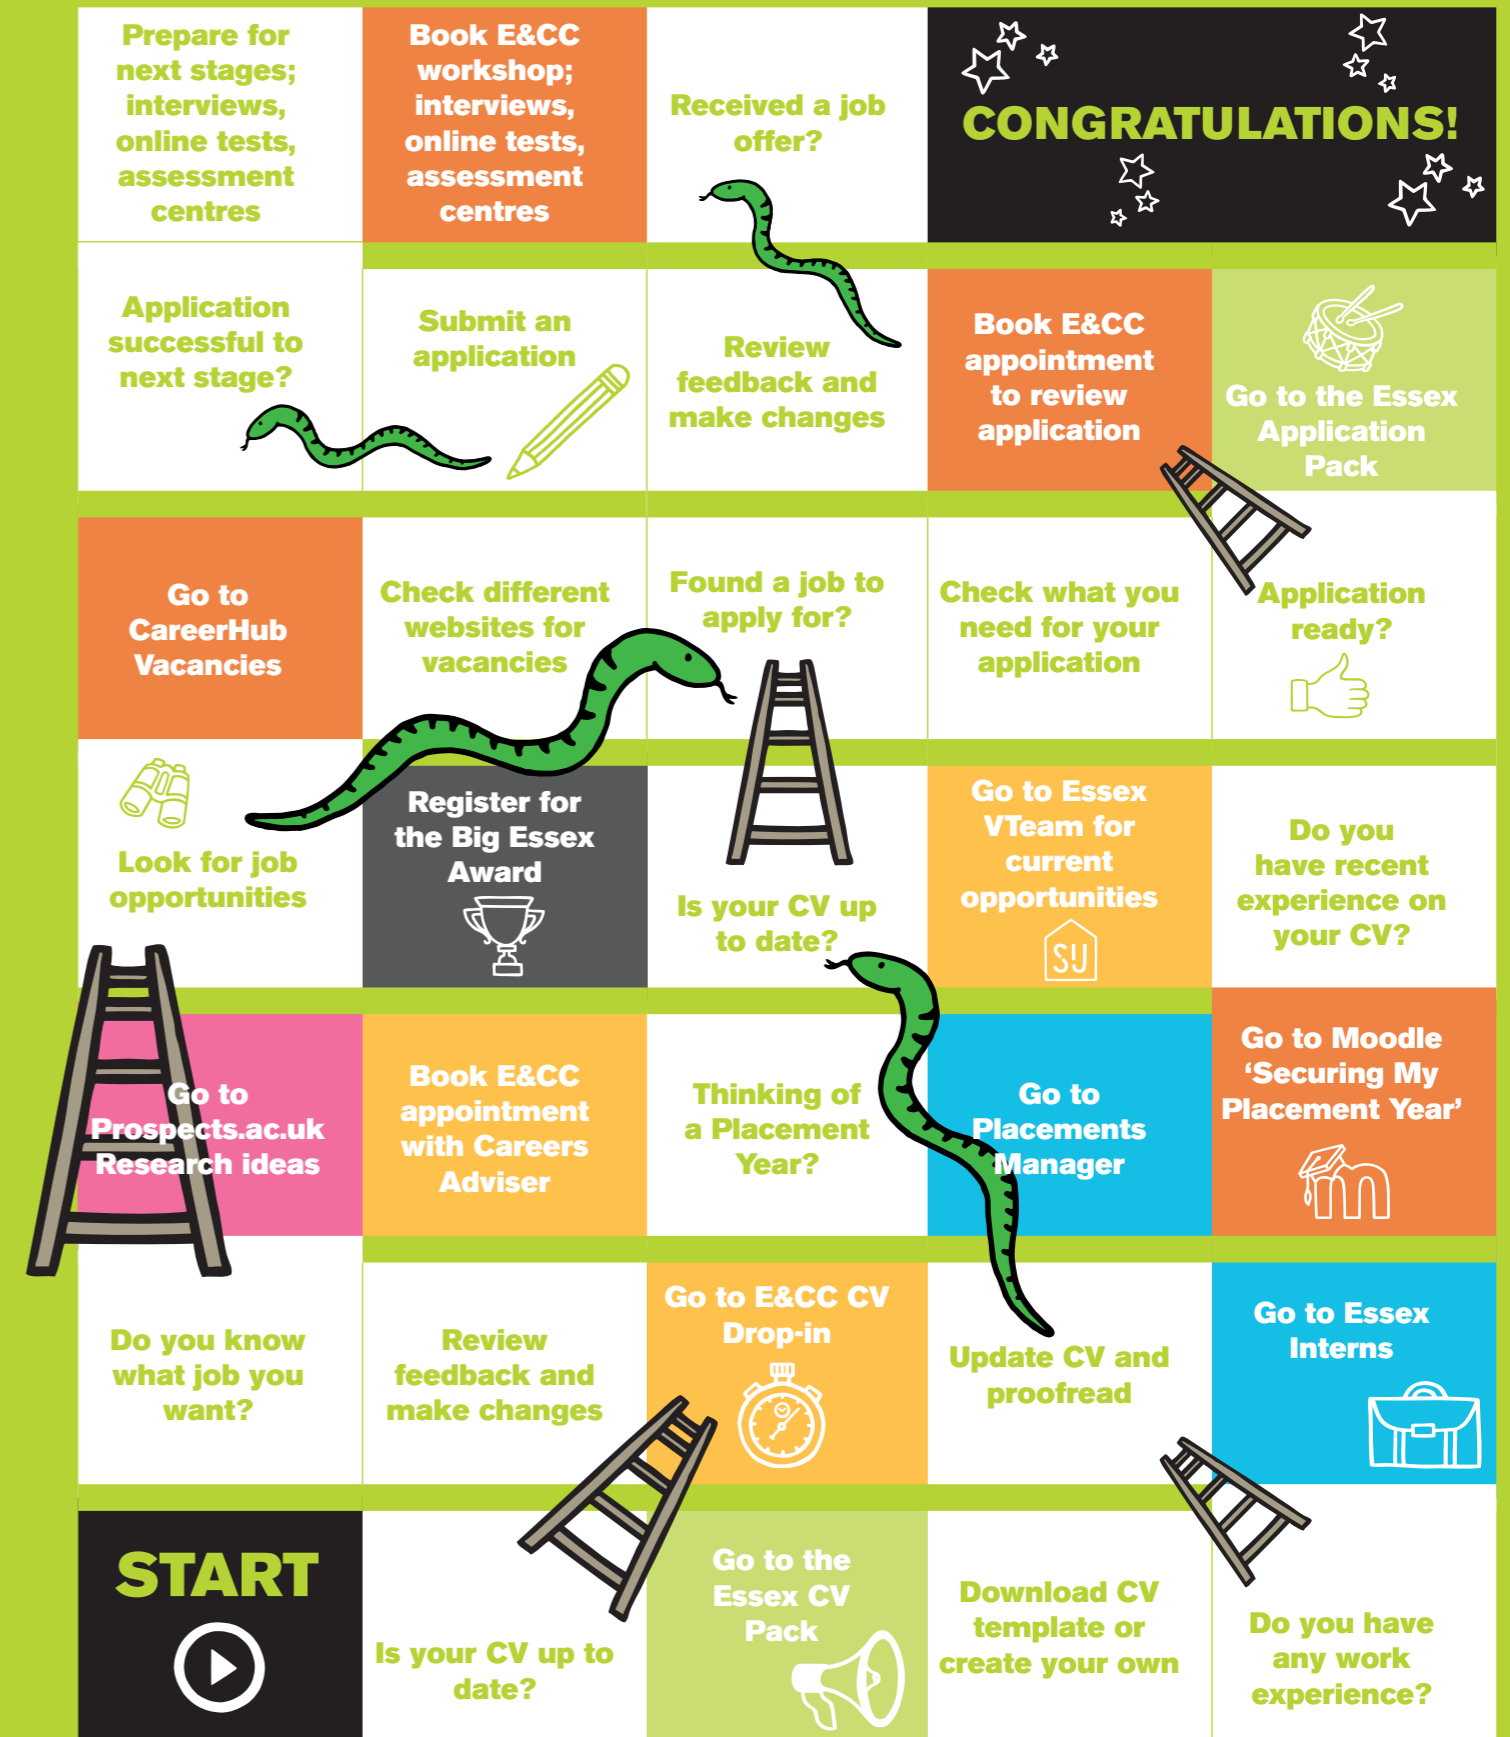 Prepare for
next stages;
interviews,
online tests,
assessment
centres
Book E&CC
workshop;
interviews,
online tests,
assessment
centres
Received a job
offer?
CONGRATULATIONS!
Application
successful to
next stage?
Submit an
application
Review
feedback and
make changes
Book E&CC
appointment
to review
application
Go to the Essex
Application
Pack
Go to
CareerHub
Vacancies
Check different
websites for
vacancies
Found a job to
apply for?
Check what you
need for your
application
Application
ready?
Look for job
opportunities
Register for
the Big Essex
Award
Is your CV up
to date?
Go to Essex
VTeam for
current
opportunities
SU
Do you
have recent
experience on
your CV?
Go to
Prospects.ac.uk
Research ideas
Book E&CC
appointment
with Careers
Adviser
Thinking of
a Placement
Year?
Go to
Placements
Manager
Go to Moodle
‘Securing My
Placement Year’
m
Do you know
what job you
want?
Review
feedback and
make changes
Go to E&CC CV
Drop-in
Update CV and
proofread
Go to Essex
Interns
START
Is your CV up to
date?
Go to the
Essex CV
Pack
Download CV
template or
create your own
Do you have
any work
experience?